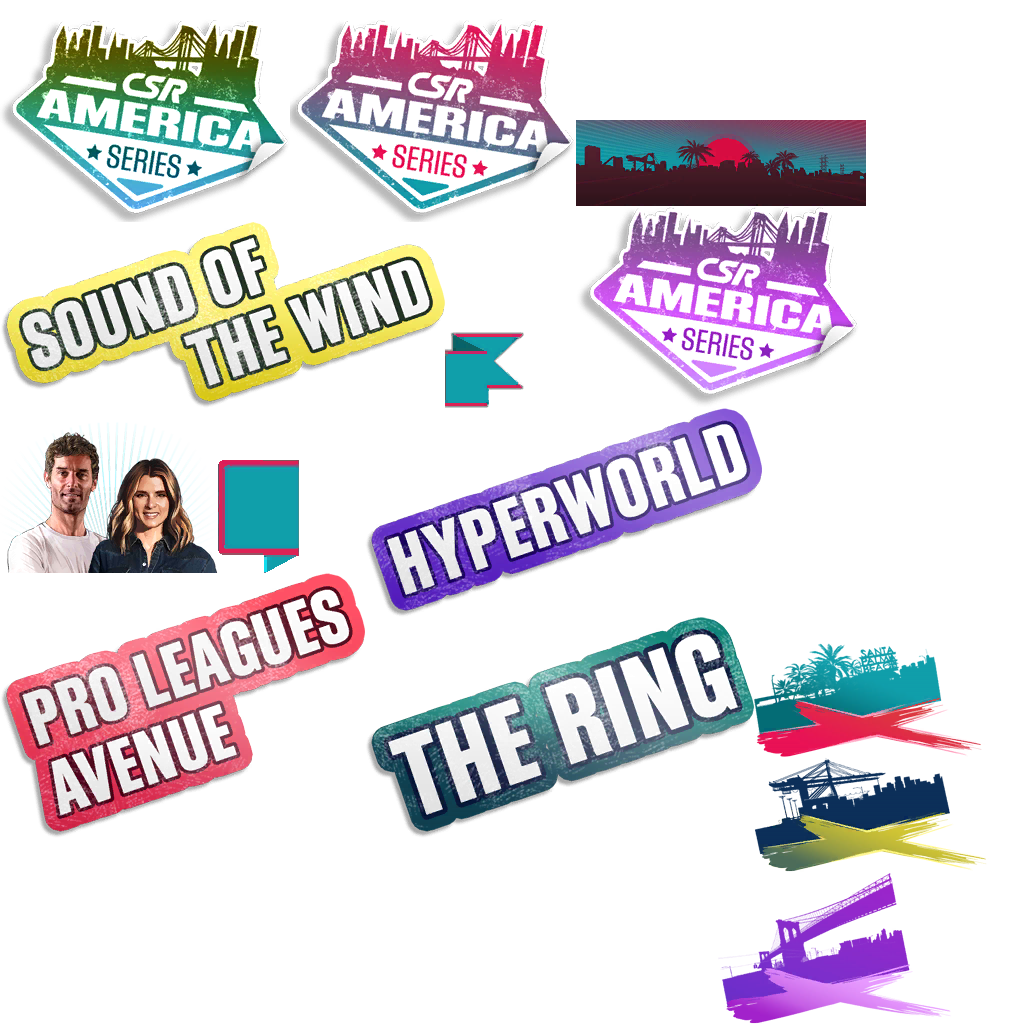 CSR
AMERICA
SERIES
CSR
AMERICA
SERIES
CSR
AMERICA
SERIES
SOUND OF
THE WIND
HYPERWORLD
PRO LEAGUES
AVENUE
THE RING
SANTA
PALMA
BEACH